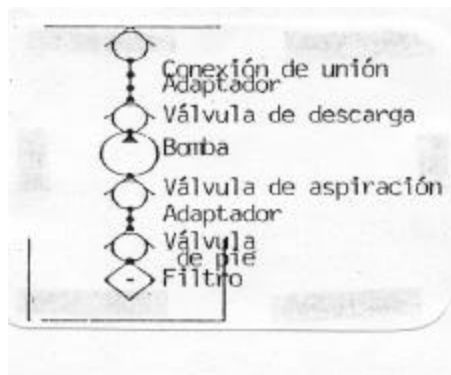 Conexión de unión
Adaptador
Válvula de descarga
Bomba
Válvula de aspiración
Adaptador
Válvula
de pie
Filtro